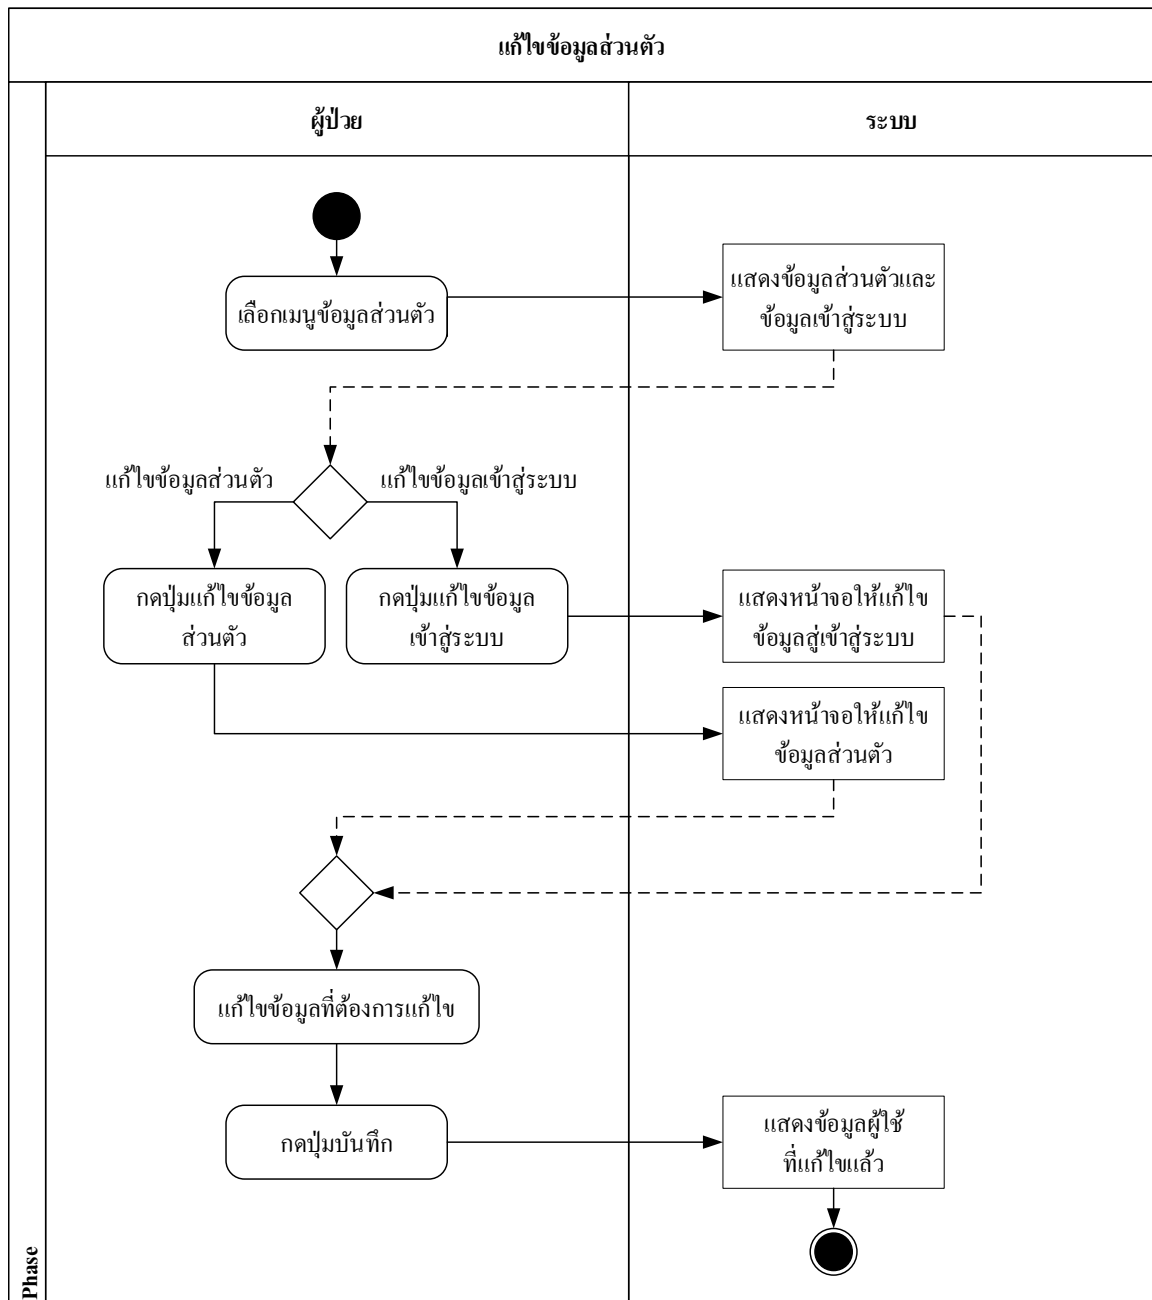 แก้ไขข้อมูลส่วนตัว
ผู้ป่วย
ระบบ
เลือกเมนูข้อมูลส่วนตัว
แสดงข้อมูลส่วนตัวและ
ข้อมูลเข้าสู่ระบบ
แก้ไขข้อมูลส่วนตัว
แก้ไขข้อมูลเข้าสู่ระบบ
กดปุ่มแก้ไขข้อมูล
ส่วนตัว
กดปุ่มแก้ไขข้อมูล
เข้าสู่ระบบ
แสดงหน้าจอให้แก้ไข
ข้อมูลสู่เข้าสู่ระบบ
แสดงหน้าจอให้แก้ไข
ข้อมูลส่วนตัว
แก้ไขข้อมูลที่ต้องการแก้ไข
กดปุ่มบันทึก
แสดงข้อมูลผู้ใช้
ที่แก้ไขแล้ว
Phase